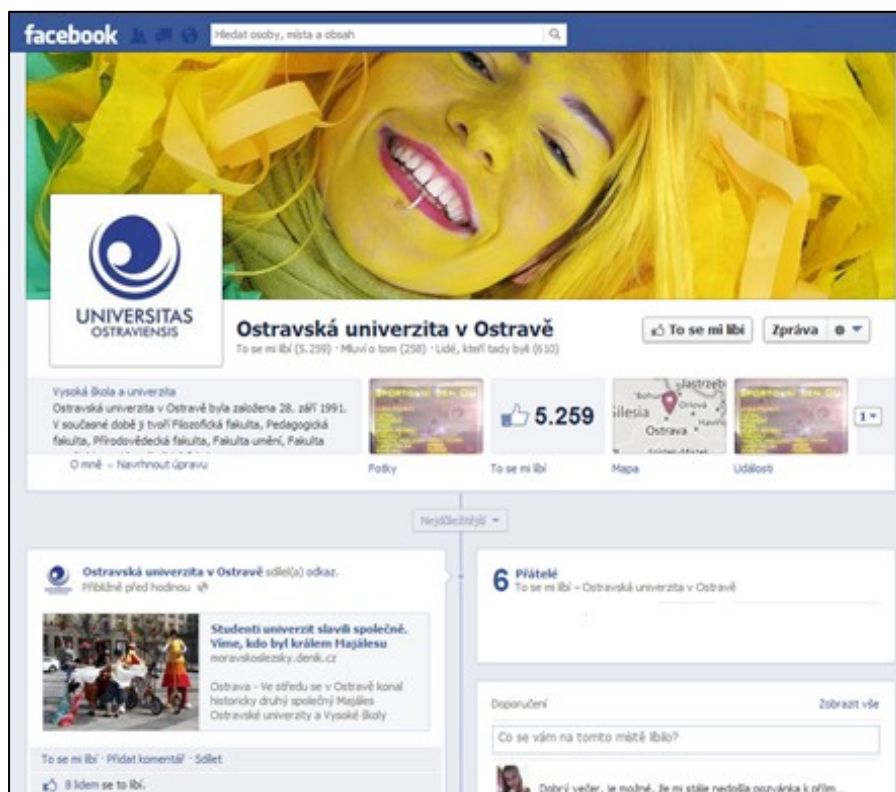 facebook
Hledat osoby, místa a obsah
UNIVERSITAS
OSTRAVIENSIS
Ostravská univerzita v Ostravě
To se mi líbí (5.259) · Mluví o tom (258) · Lidé, kteří tady byli (610)
To se mi libí
Zpráva
Vysoká škola a univerzita
Ostravská univerzita v Ostravě byla založena 28. září 1991.
V současné době ji tvoří Filozofická fakulta, Pedagogická
fakulta, Přírodovědecká fakulta, Fakulta umění, Fakulta
O mně – Navrhnout úpravu
Fotky
5.259
To se mi líbí
Orlová
Ostrava
Mapa
Události
1
Nejdůležitější
Ostravská univerzita v Ostravě sdílel(a) odkaz.
Přibližně před hodinou
Studenti univerzit slavili společně.
Víme, kdo byl králem Majálesu
moravskoslezsky.denik.cz
Ostrava - Ve středu se v Ostravě konal
historicky druhý společný Majáles
Ostravské univerzity a Vysoké školy
To se mi líbí · Přidat komentář · Sdílet
8 lidem se to líbí.
6 Přátelé
To se mi líbí – Ostravská univerzita v Ostravě
Doporučení
Zobrazit vše
Co se vám na tomto místě líbilo?
Dobrý večer, je možné, že mi stále nedošla pozvánka k přijm...